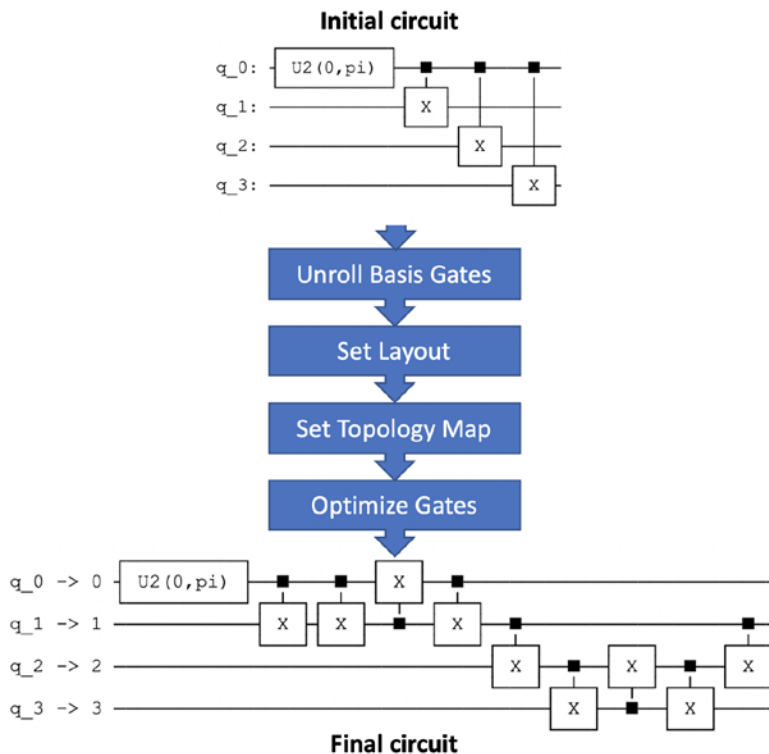 Initial circuit
q_0: U2(0,pi)
q_1: X
q_2: X
q_3: X
Unroll Basis Gates
Set Layout
Set Topology Map
Optimize Gates
q_0 -> 0 U2(0,pi) X
q_1 -> 1 X X X X
q_2 -> 2 X X
q_3 -> 3 X X
Final circuit